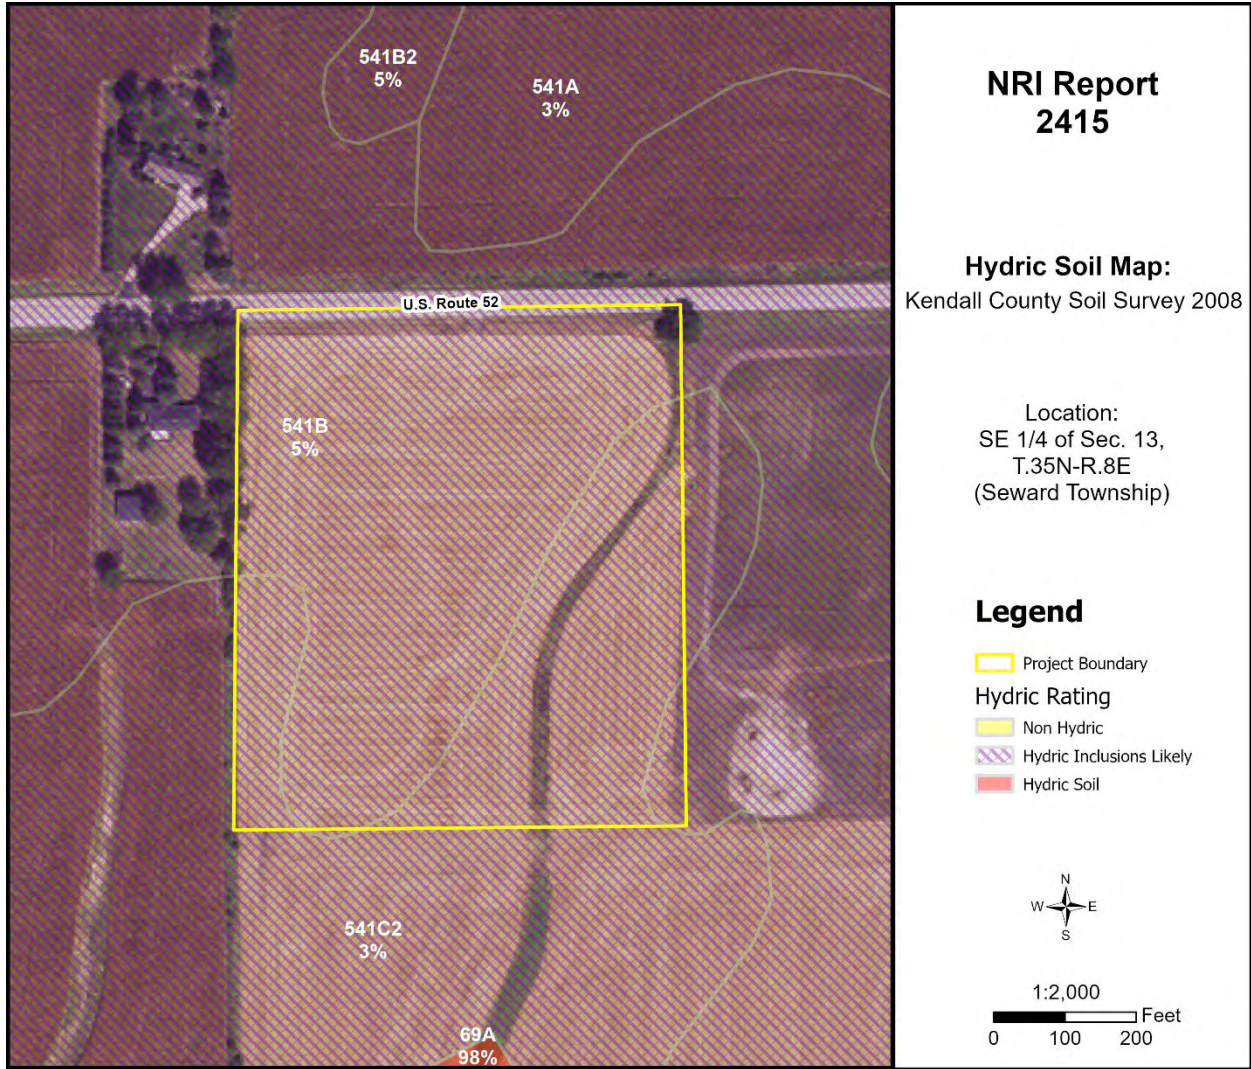 541B2
5%
541A
3%
U.S. Route 52
541B
5%
541C2
3%
69A
98%
NRI Report
2415
Hydric Soil Map:
Kendall County Soil Survey 2008
Location:
SE 1/4 of Sec. 13,
T.35N-R.8E
(Seward Township)
Legend
Project Boundary
Hydric Rating
Non Hydric
Hydric Inclusions Likely
Hydric Soil
N
W E
S
1:2,000
Feet
0 100 200